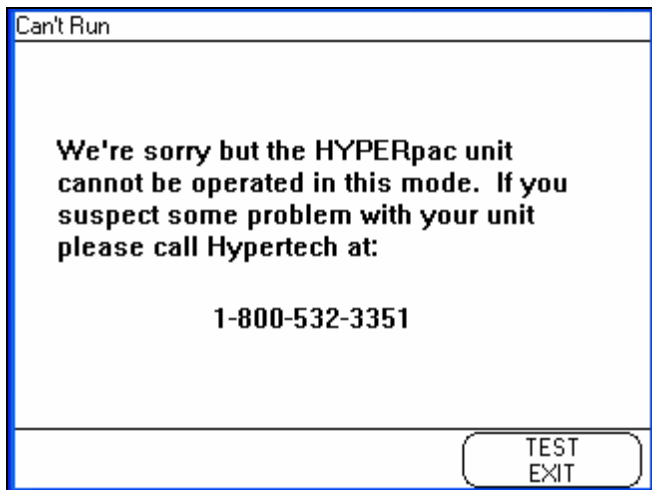 Can't Run
We're sorry but the HYPERpac unit
cannot be operated in this mode.  If you
suspect some problem with your unit
please call Hypertech at:
1-800-532-3351
TEST
EXIT